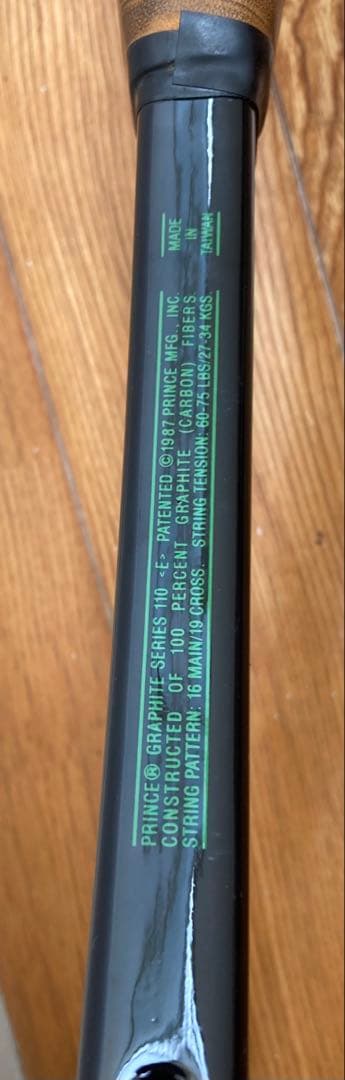 PRINCE® GRAPHITE SERIES 110 <E> PATENTED ©1987 PRINCE MFG., INC.
CONSTRUCTED OF 100 PERCENT GRAPHITE (CARBON) FIBERS
STRING PATTERN: 16 MAIN/19 CROSS. STRING TENSION: 60-75 LBS/27-34 KGS
MADE
IN
TAIWAN